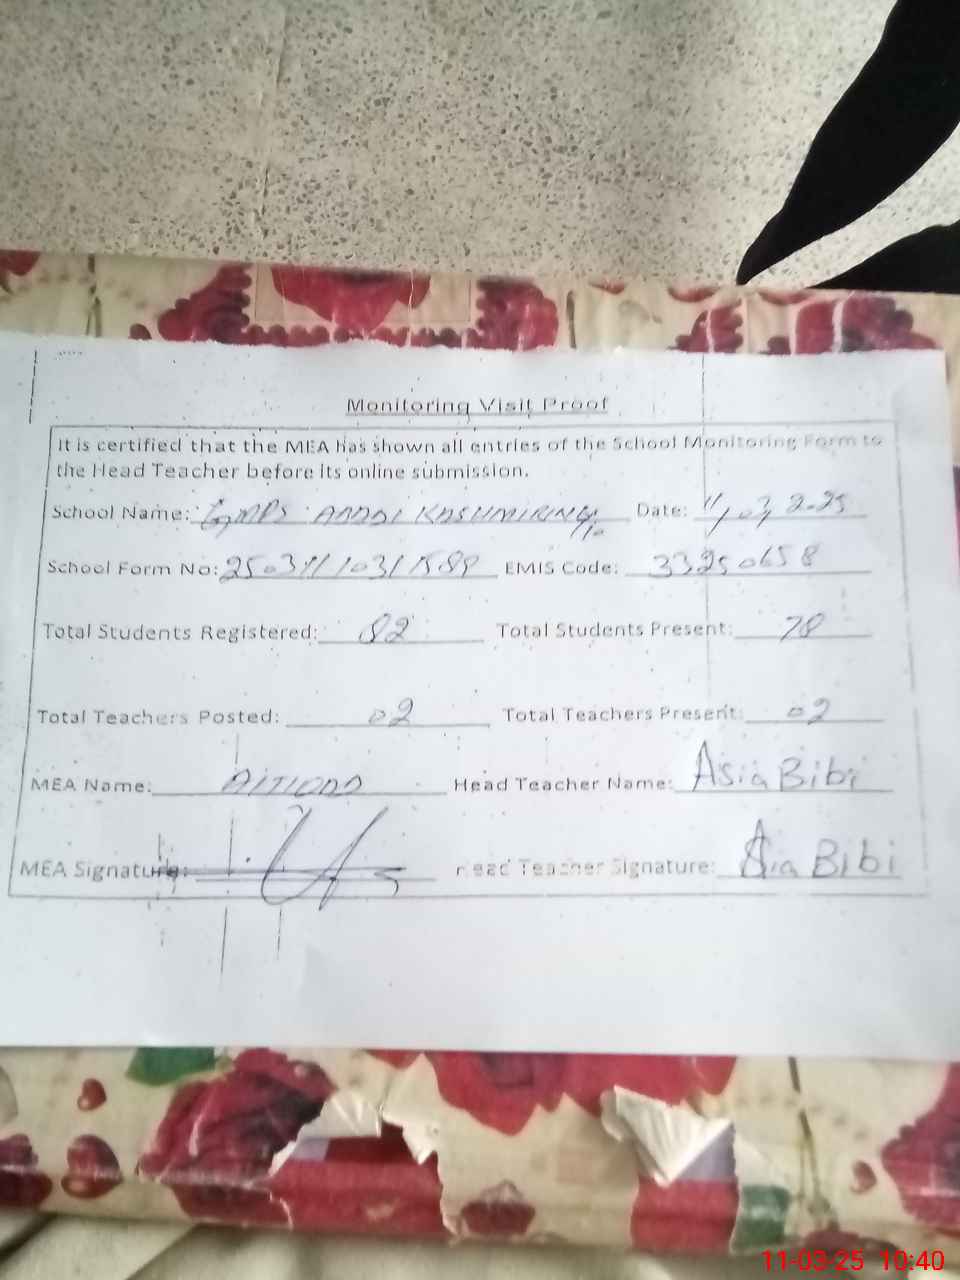 Monitoring Visit Proof
It is certified that the MEA has shown all entries of the School Monitoring Form to
the Head Teacher before its online submission.
School Name: KASHMIRIN Date: 11,03,2025
School Form No: EMIS Code: 33250658
Total Students Registered: 82 Total Students Present: 78
Total Teachers Posted: 02 Total Teachers Present: 02
MEA Name: Head Teacher Name: Asia Bibi
MEA Signature: Head Teacher Signature: Asia Bibi
11-03-25 10:40